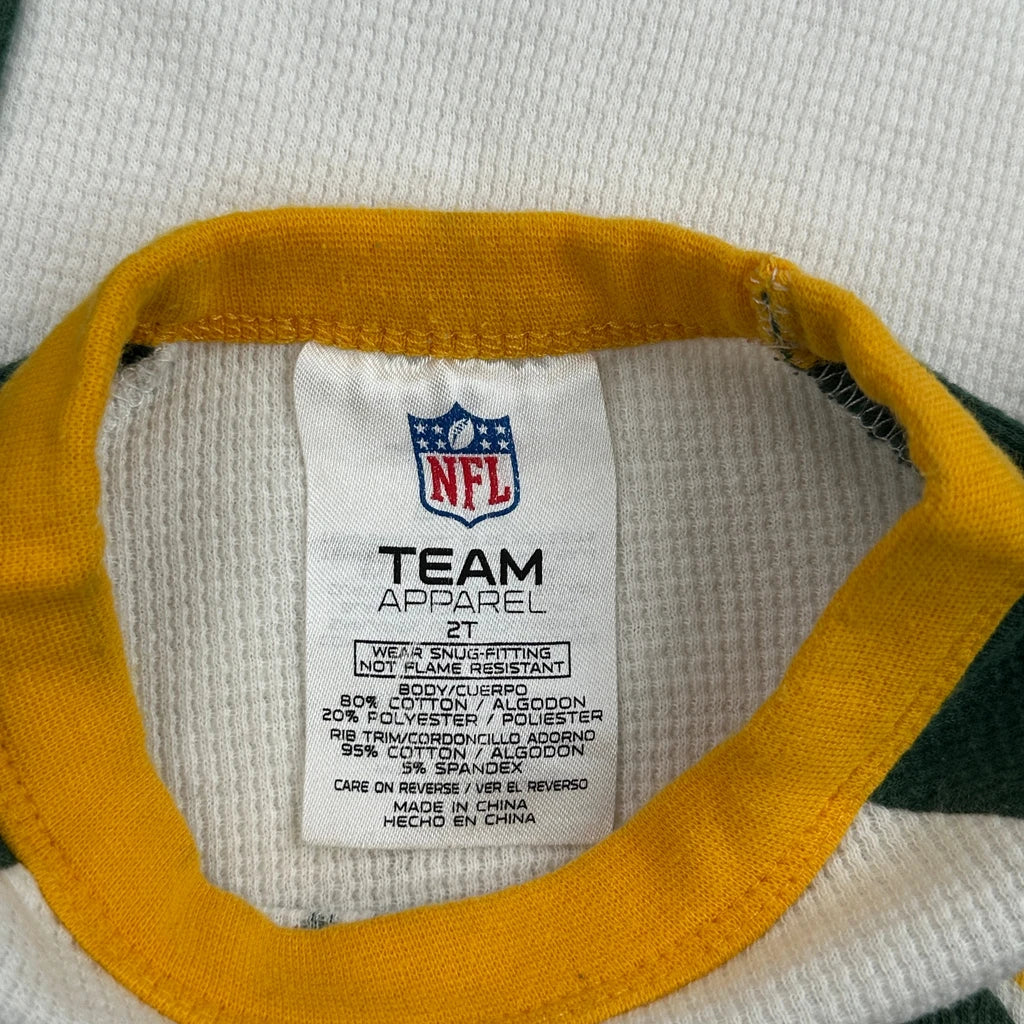 NFL
TEAM
APPAREL
2T
WEAR SNUG-FITTING
NOT FLAME RESISTANT
BODY/CUERPO
80% COTTON / ALGODON
20% POLYESTER / POLIESTER
RIB TRIM/CORDONCILLO ADORNO
95% COTTON / ALGODON
5% SPANDEX
CARE ON REVERSE / VER EL REVERSO
MADE IN CHINA
HECHO EN CHINA